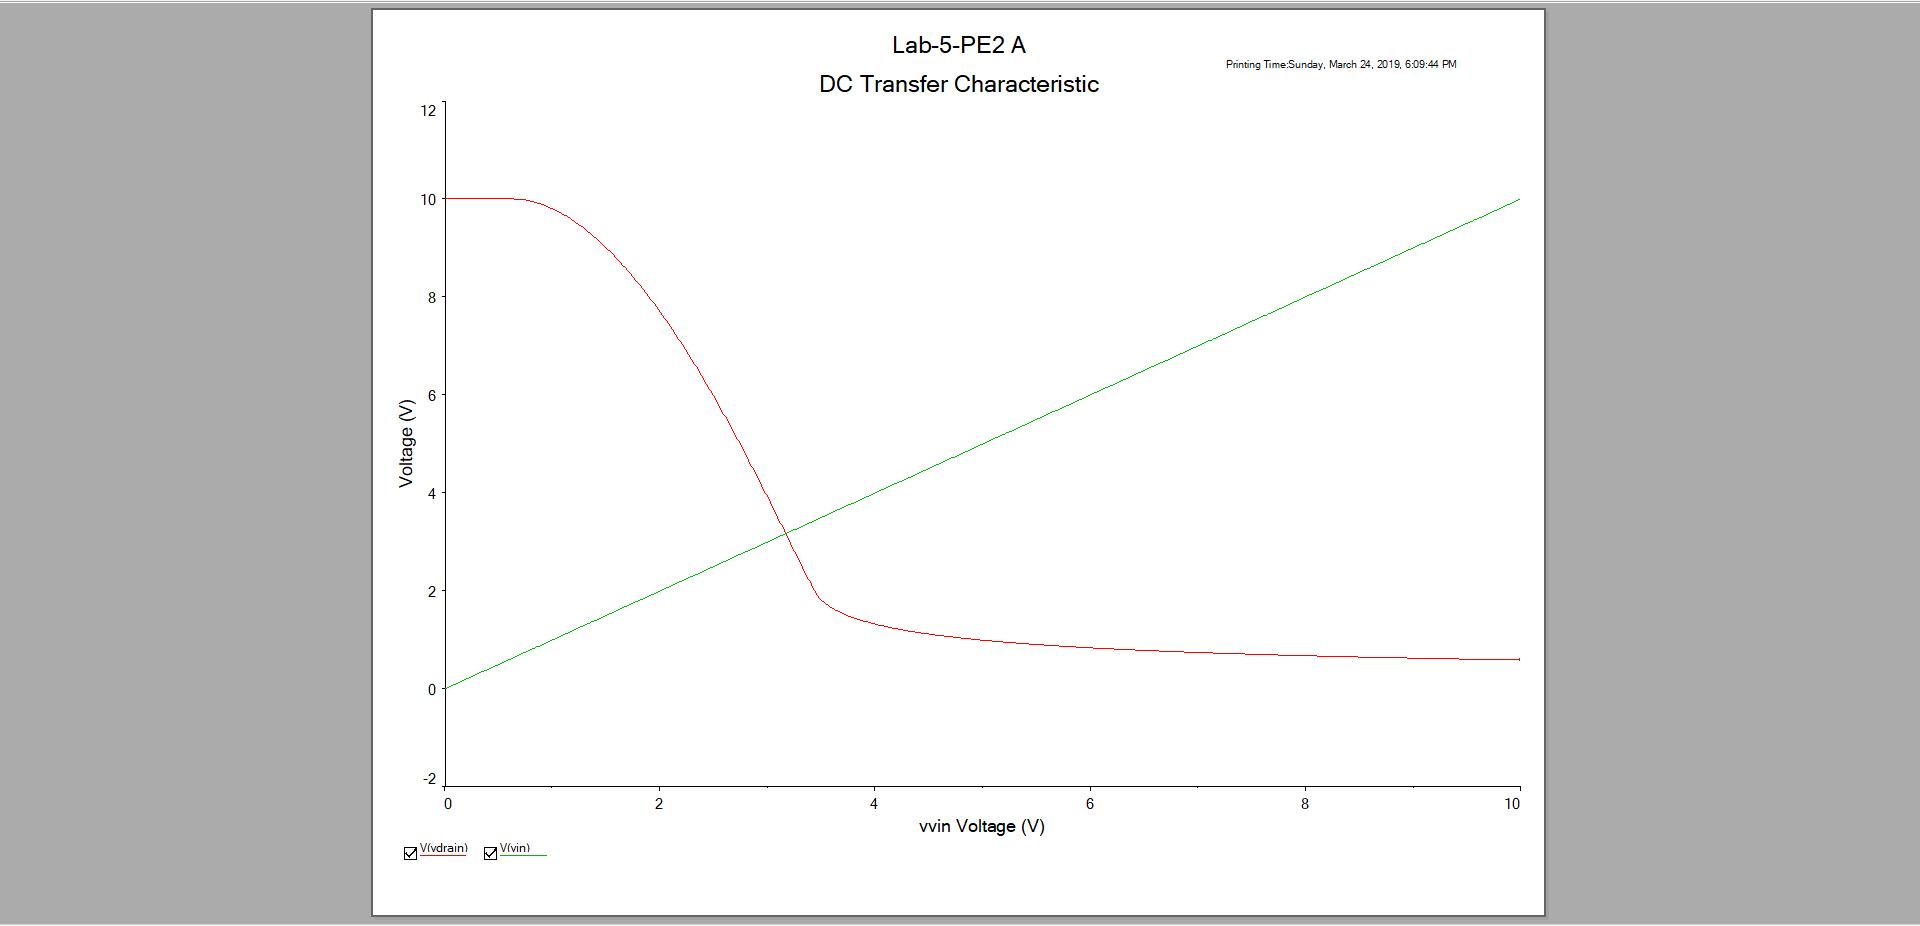 Lab-5-PE2 A
Printing Time:Sunday, March 24, 2019, 6:09:44 PM
DC Transfer Characteristic
12
10
8
6
4
2
0
-2
Voltage (V)
0 2 4 6 8 10
vvin Voltage (V)
V(vdrain) V(vin)